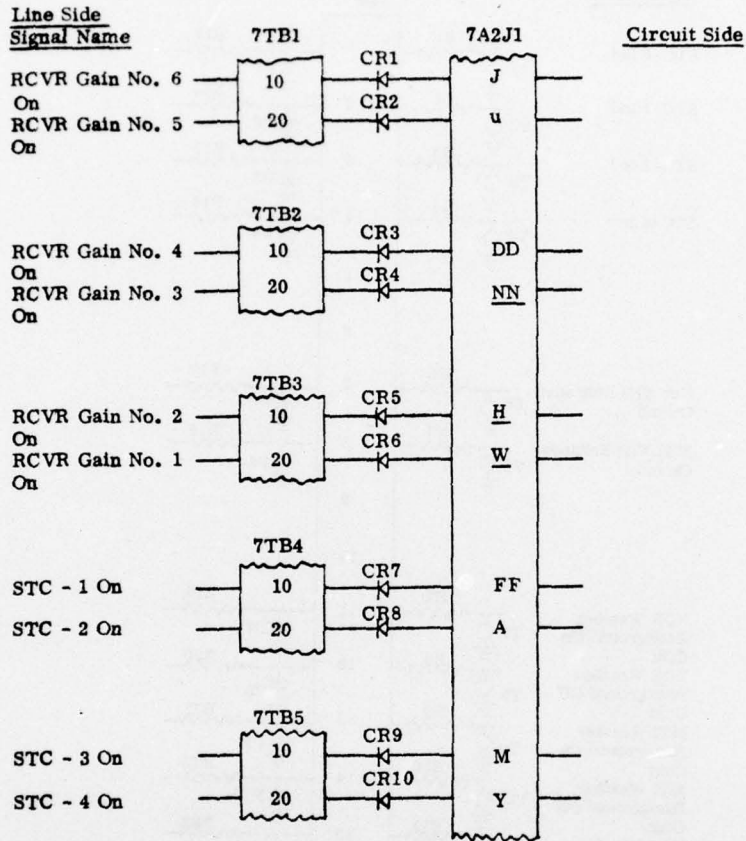 Line Side
Signal Name 7TB1 7A2J1 Circuit Side
CR1
RCVR Gain No. 6 10 J
On CR2
RCVR Gain No. 5 20 u
On
7TB2
CR3
RCVR Gain No. 4 10 DD
On CR4
RCVR Gain No. 3 20 NN
On
7TB3
CR5
RCVR Gain No. 2 10 H
On CR6
RCVR Gain No. 1 20 W
On
7TB4
CR7
STC - 1 On 10 FF
CR8
STC - 2 On 20 A
7TB5
CR9
STC - 3 On 10 M
CR10
STC - 4 On 20 Y